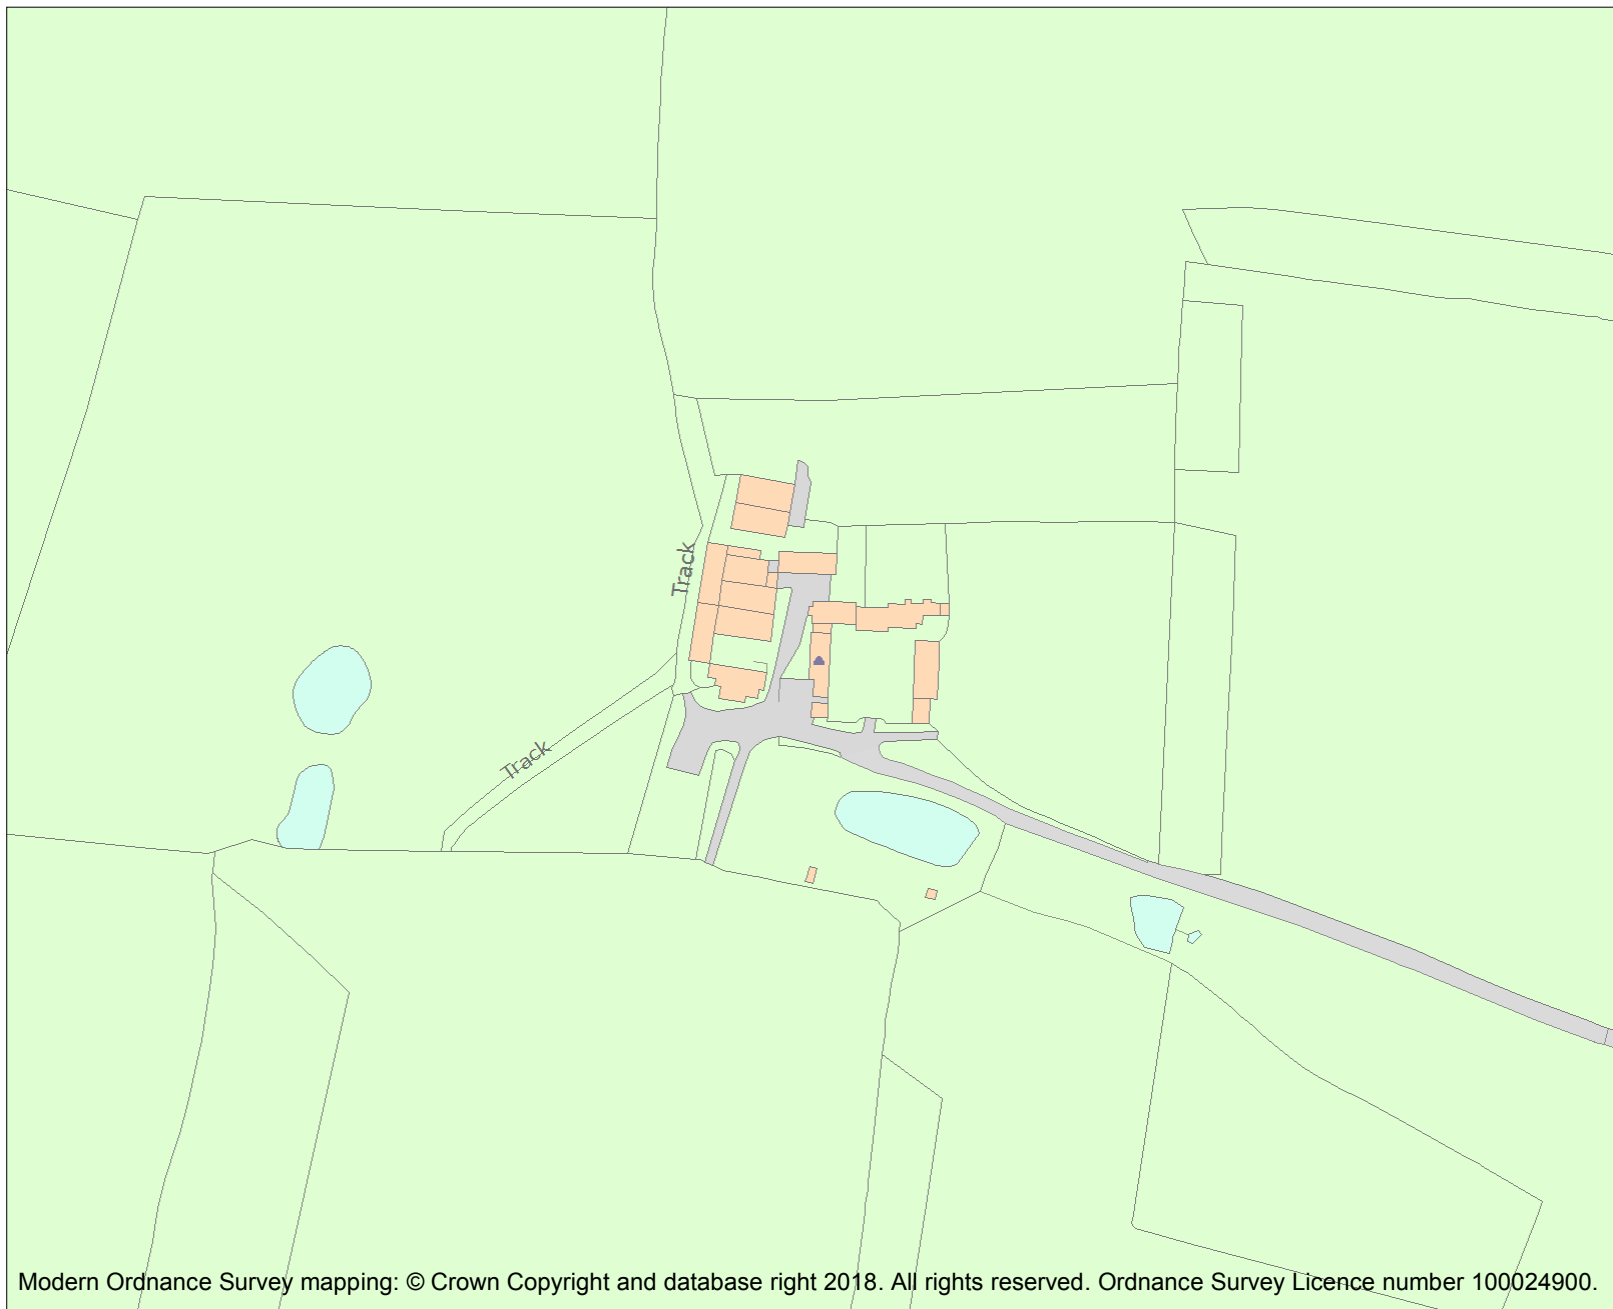 Track
Track
Modern Ordnance Survey mapping: © Crown Copyright and database right 2018. All rights reserved. Ordnance Survey Licence number 100024900.